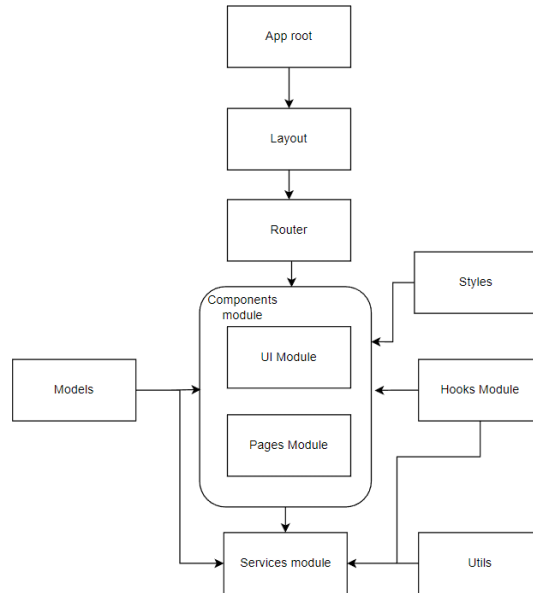 App root
Layout
Router
Styles
Components
module
UI Module
Models
Hooks Module
Pages Module
Services module
Utils